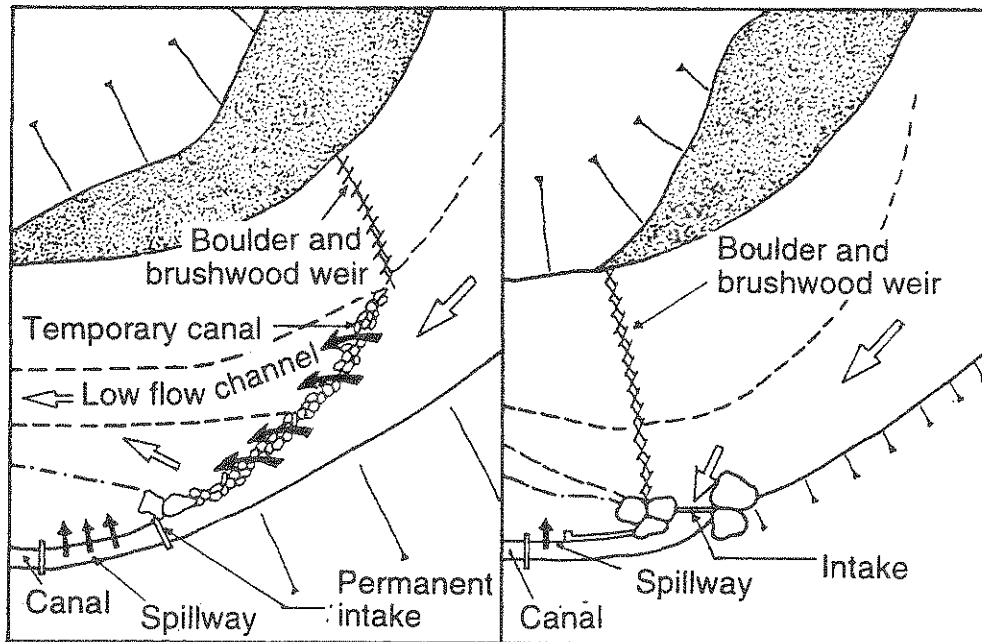 Boulder and
brushwood weir
Temporary canal
Low flow channel
Canal
Spillway
Permanent
intake
Boulder and
brushwood weir
Intake
Spillway
Canal